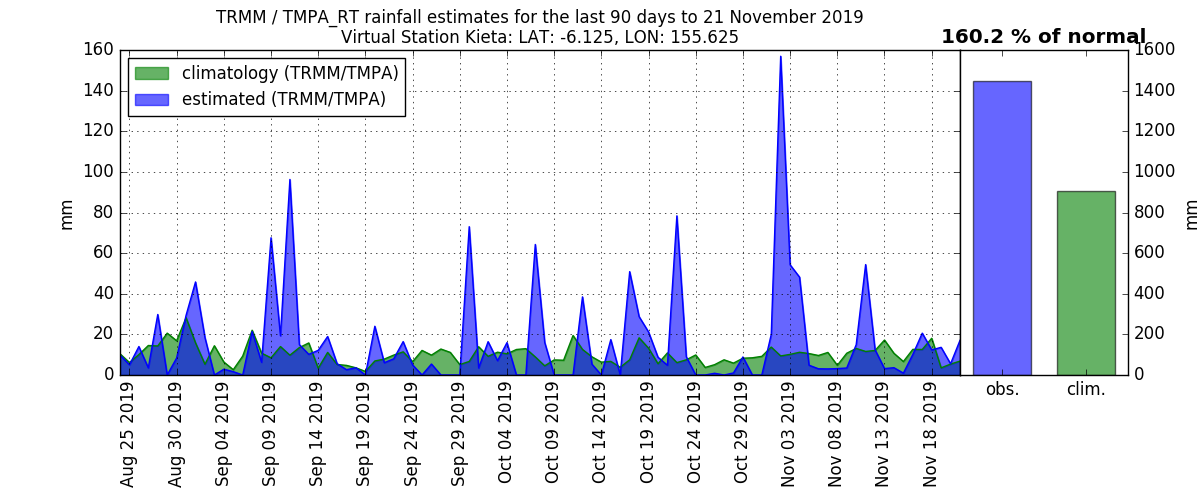 TRMM / TMPA_RT rainfall estimates for the last 90 days to 21 November 2019
Virtual Station Kieta: LAT: -6.125, LON: 155.625
160.2 % of normal
climatology (TRMM/TMPA)
estimated (TRMM/TMPA)
mm
160
140
120
100
80
60
40
20
0
Aug 25 2019
Aug 30 2019
Sep 04 2019
Sep 09 2019
Sep 14 2019
Sep 19 2019
Sep 24 2019
Sep 29 2019
Oct 04 2019
Oct 09 2019
Oct 14 2019
Oct 19 2019
Oct 24 2019
Oct 29 2019
Nov 03 2019
Nov 08 2019
Nov 13 2019
Nov 18 2019
obs.
clim.
1600
1400
1200
1000
800
600
400
200
0
mm